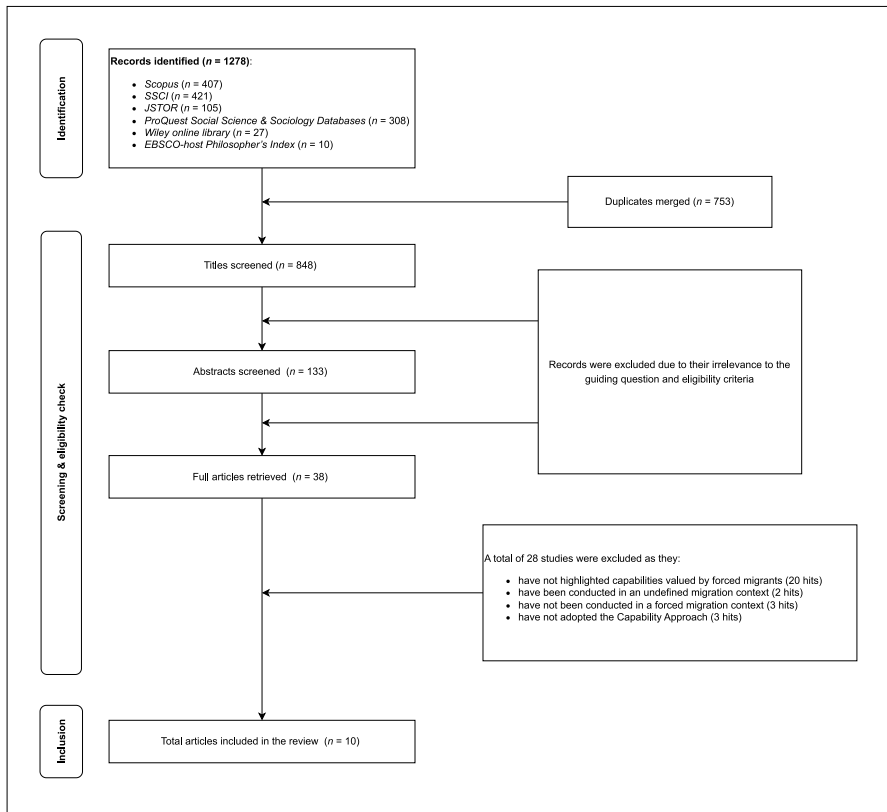 Identification
Records identified (n = 1278):
• Scopus (n = 407)
• SSCI (n = 421)
• JSTOR (n = 105)
• ProQuest Social Science & Sociology Databases (n = 308)
• Wiley online library (n = 27)
• EBSCO-host Philosopher's Index (n = 10)
Duplicates merged (n = 753)
Screening & eligibility check
Titles screened (n = 848)
Records were excluded due to their irrelevance to the
guiding question and eligibility criteria
Abstracts screened (n = 133)
Full articles retrieved (n = 38)
A total of 28 studies were excluded as they:
• have not highlighted capabilities valued by forced migrants (20 hits)
• have been conducted in an undefined migration context (2 hits)
• have not been conducted in a forced migration context (3 hits)
• have not adopted the Capability Approach (3 hits)
Inclusion
Total articles included in the review (n = 10)